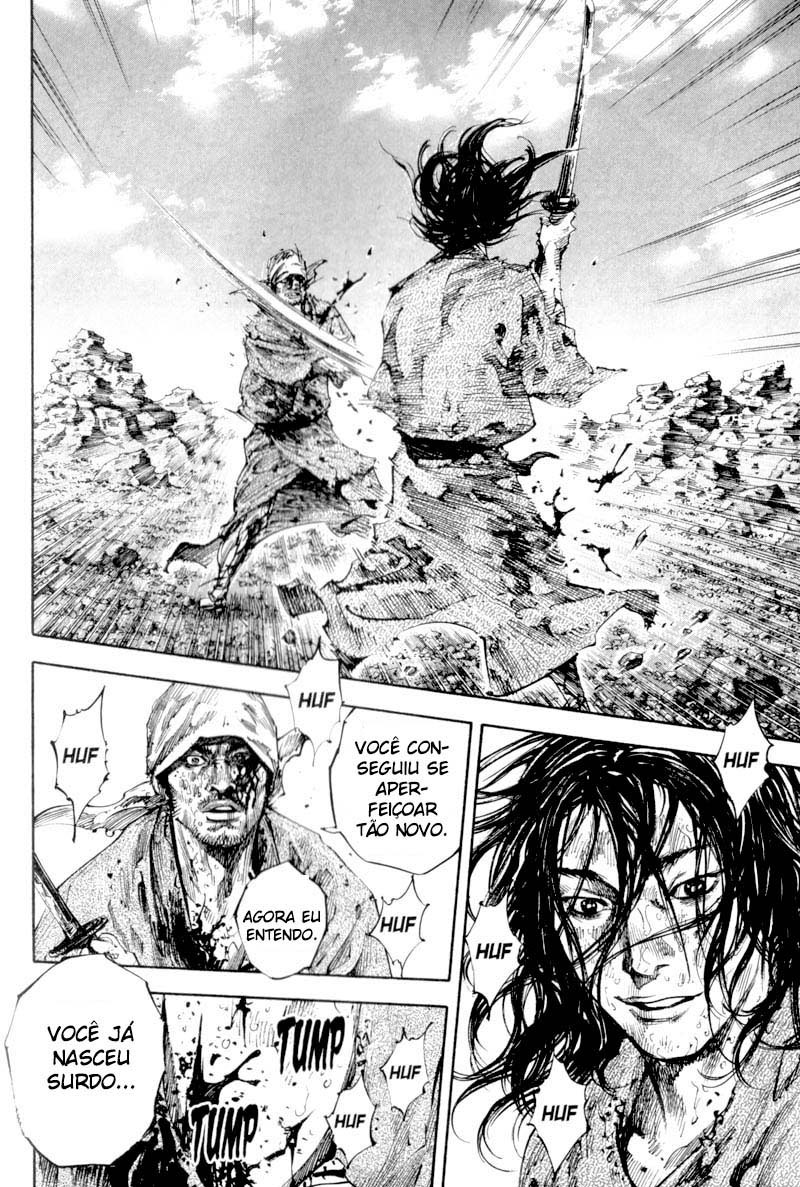 HUF
HUF
HUF
HUF
HUF
VOCÊ CON-
SEGUIU SE
APER-
FEIÇOAR
TÃO NOVO.
HUF
HUF
AGORA EU
ENTENDO.
TUMP
HUF
HUF
TUMP
VOCÊ JÁ
NASCEU
SURDO...